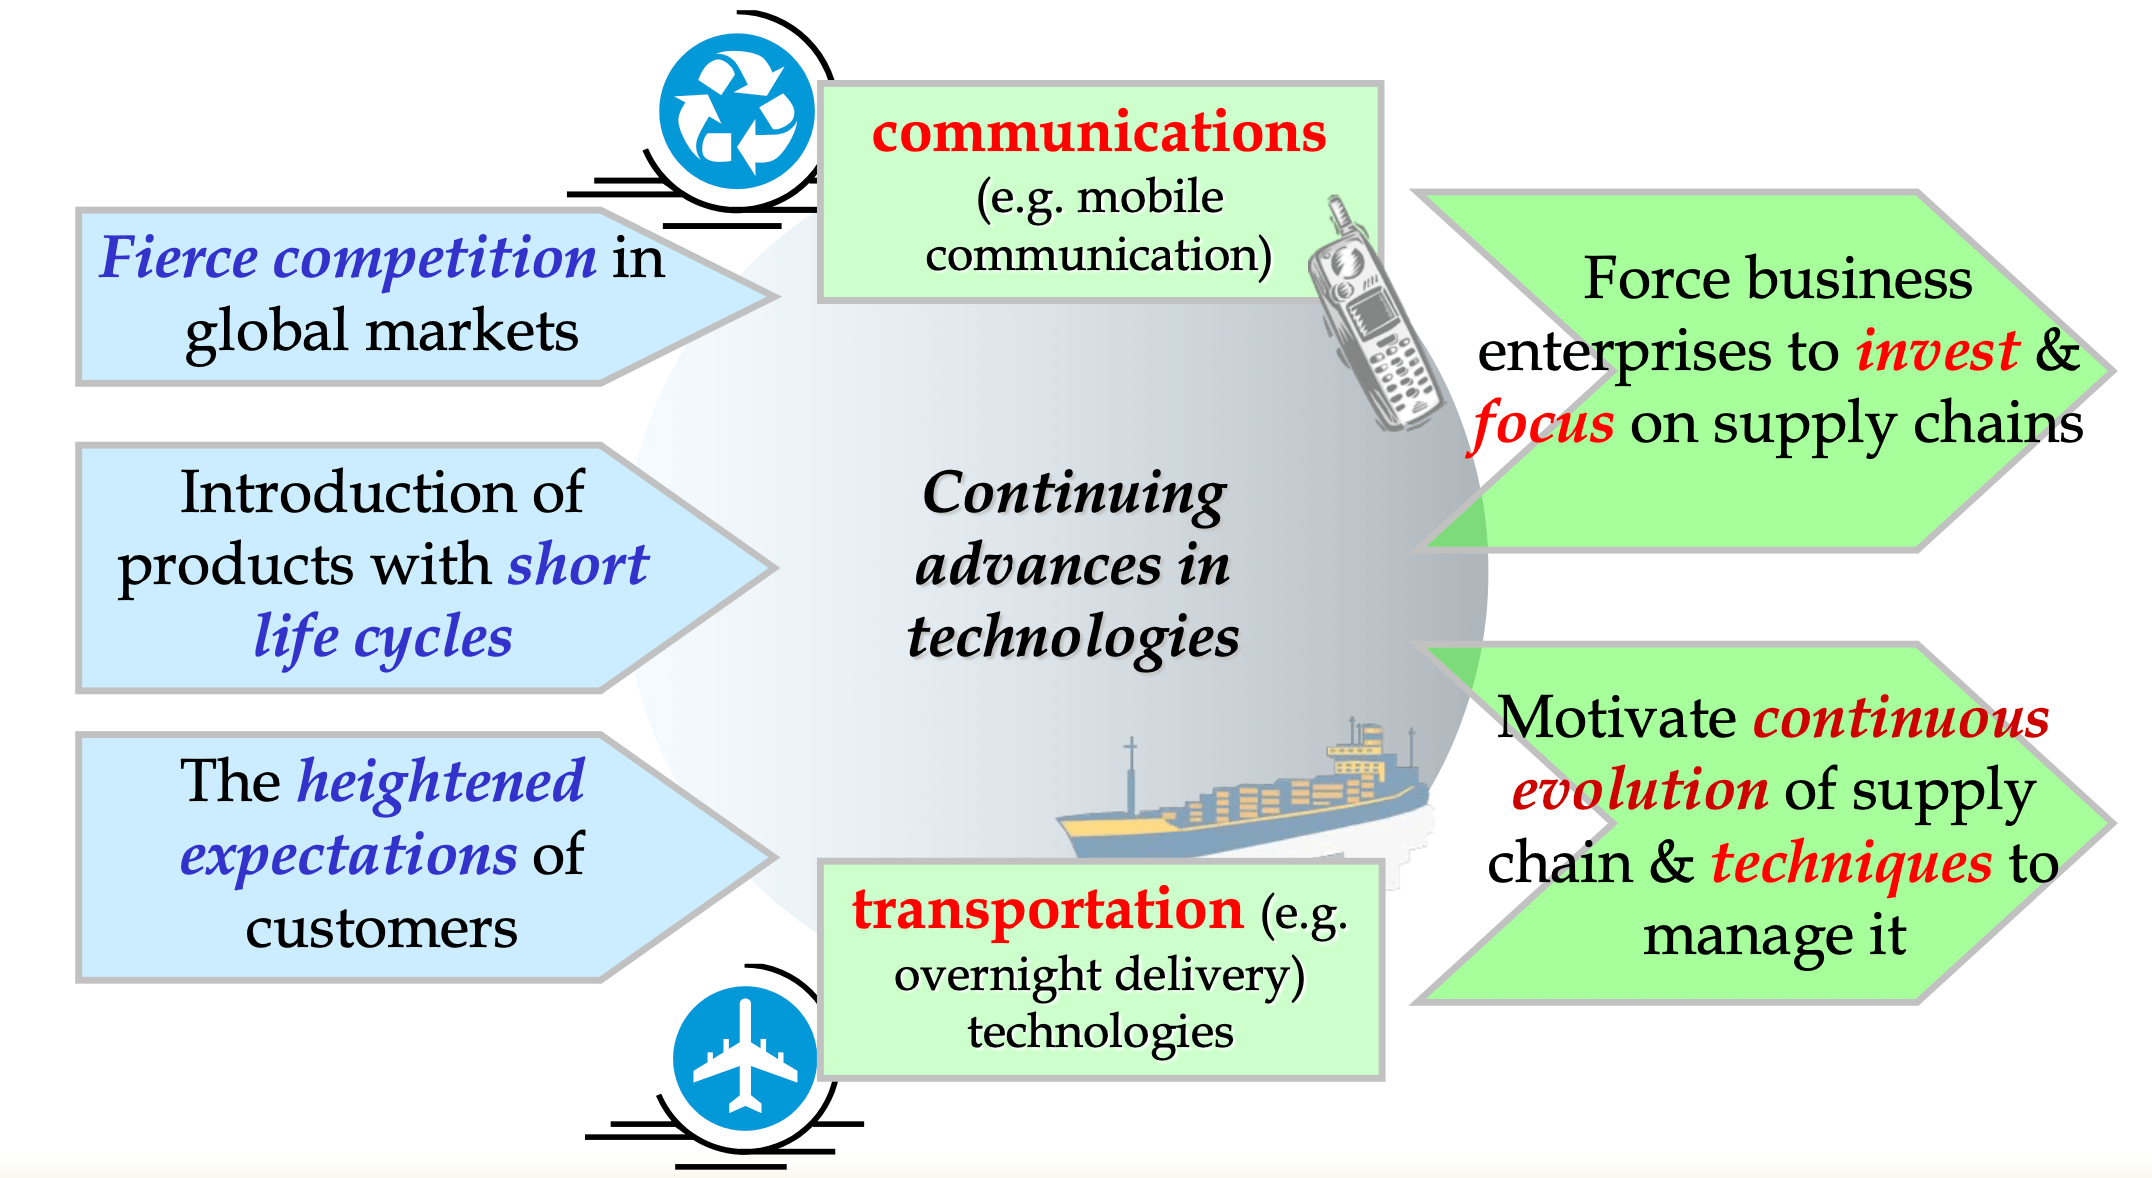 communications
(e.g. mobile
communication)
Fierce competition in
global markets
Introduction of
products with short
life cycles
The heightened
expectations of
customers
Continuing
advances in
technologies
transportation (e.g.
overnight delivery)
technologies
Force business
enterprises to invest &
focus on supply chains
Motivate continuous
evolution of supply
chain & techniques to
manage it